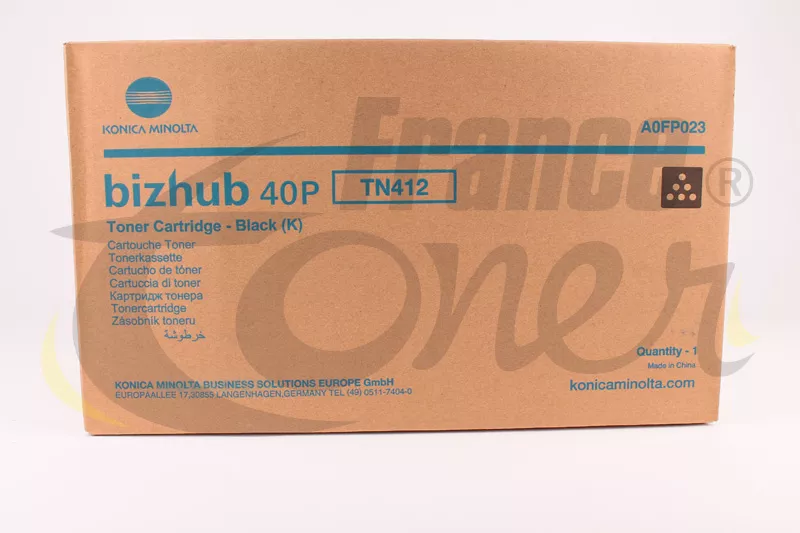 KONICA MINOLTA
A0FP023
bizhub 40P TN412
Toner Cartridge - Black (K)
Cartouche Toner
Tonerkassette
Cartucho de tóner
Cartuccia di toner
Картридж тонера
Tonercartridge
Zásobník toneru
خرطوشة
Quantity - 1
Made in China
KONICA MINOLTA BUSINESS SOLUTIONS EUROPE GmbH
EUROPAALLEE 17,30855 LANGENHAGEN,GERMANY TEL (49) 0511-7404-0
konicaminolta.com
France
Toner
®